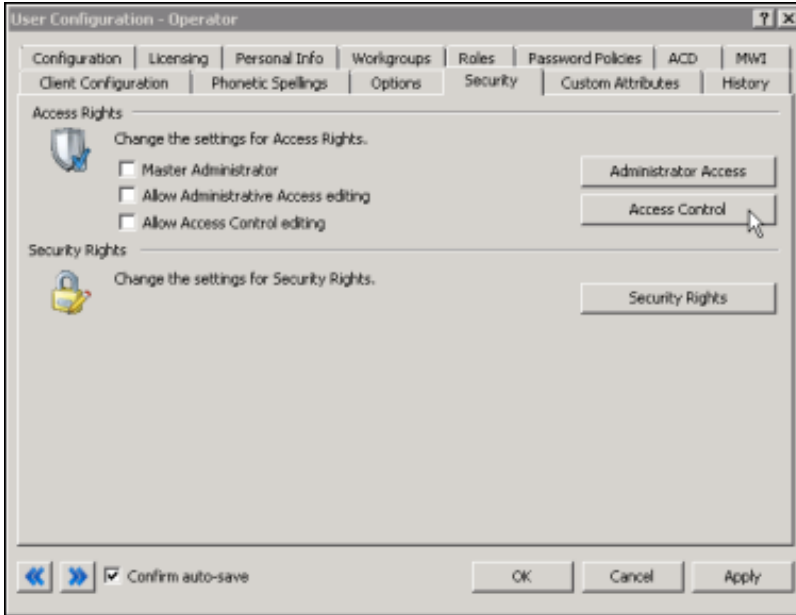 User Configuration - Operator
Configuration Licensing Personal Info Workgroups Roles Password Policies ACD MWI
Client Configuration Phonetic Spellings Options Security Custom Attributes History
Access Rights
Change the settings for Access Rights.
Master Administrator
Administrator Access
Allow Administrative Access editing
Access Control
Allow Access Control editing
Security Rights
Change the settings for Security Rights.
Security Rights
Confirm auto-save OK Cancel Apply